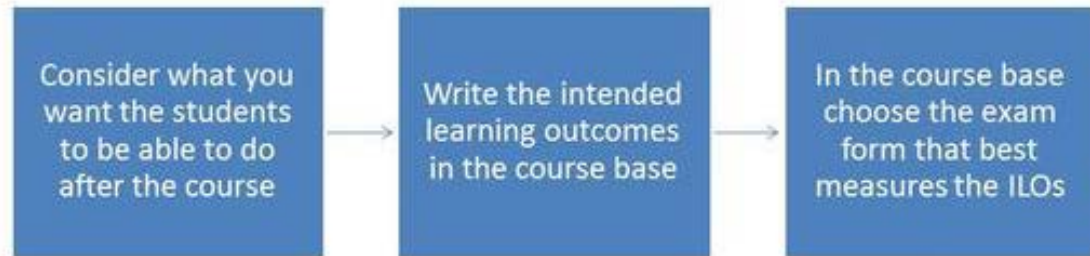 Consider what you
want the students
to be able to do
after the course
Write the intended
learning outcomes
in the course base
In the course base
choose the exam
form that best
measures the ILOs